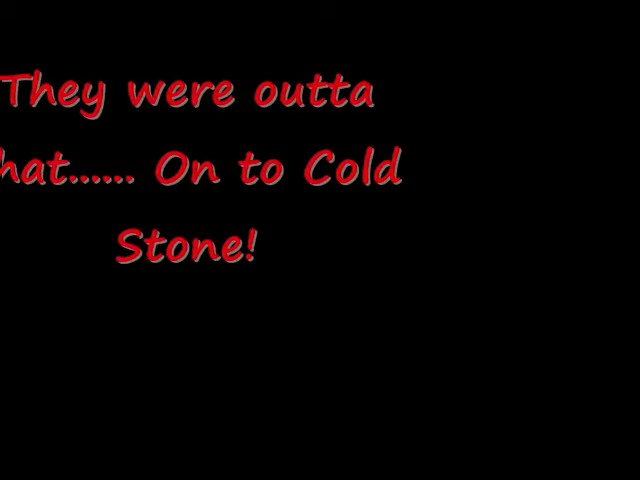 They were outta
hat...... On to Cold
Stone!